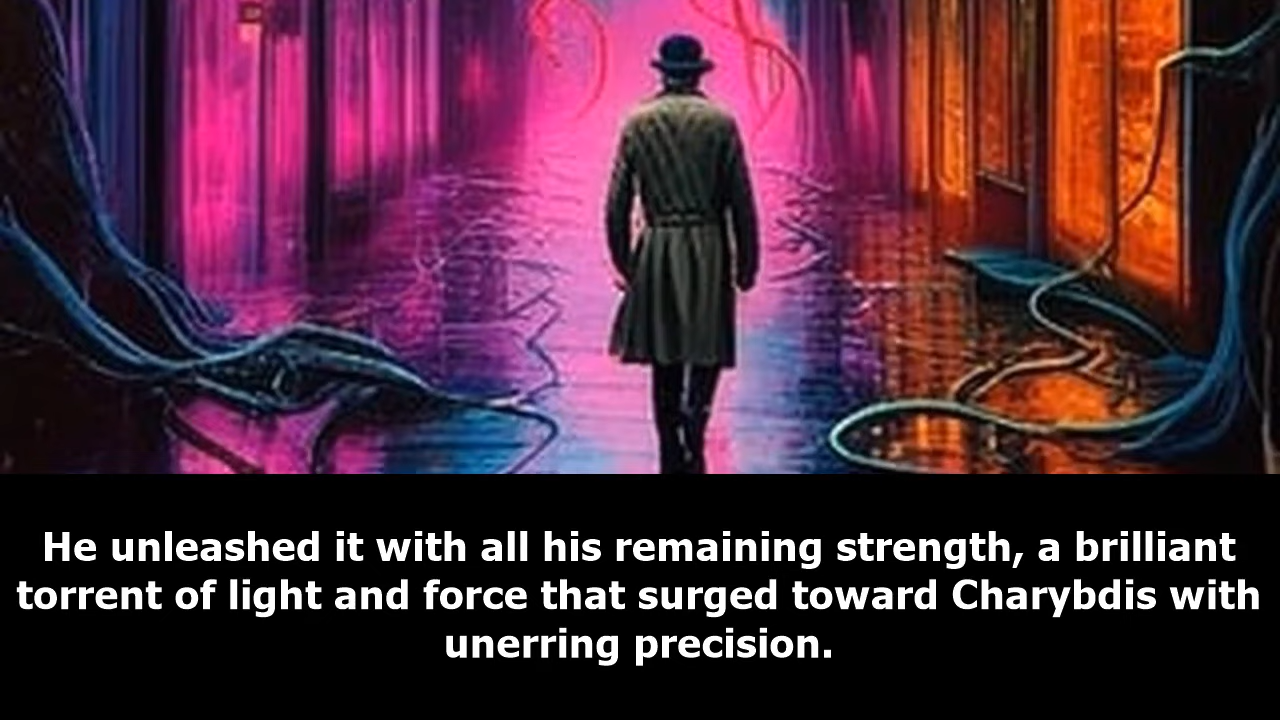 He unleashed it with all his remaining strength, a brilliant
torrent of light and force that surged toward Charybdis with
unerring precision.